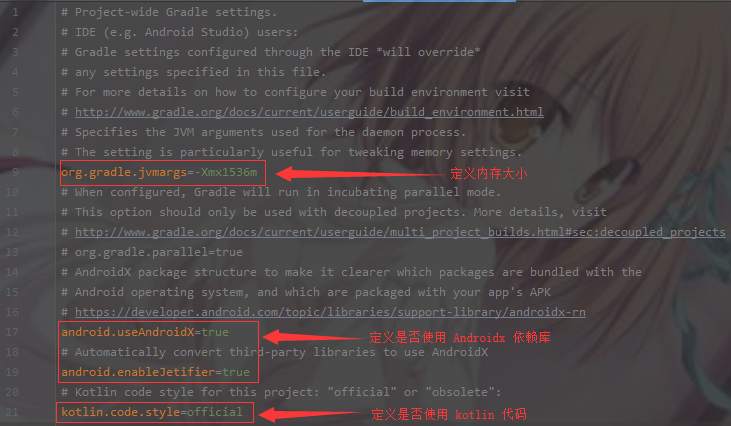 1 # Project-wide Gradle settings.
2 # IDE (e.g. Android Studio) users:
3 # Gradle settings configured through the IDE *will override*
4 # any settings specified in this file.
5 # For more details on how to configure your build environment visit
6 # http://www.gradle.org/docs/current/userguide/build_environment.html
7 # Specifies the JVM arguments used for the daemon process.
8 # The setting is particularly useful for tweaking memory settings.
9 org.gradle.jvmargs=-Xmx1536m 定义内存大小
10 # When configured, Gradle will run in incubating parallel mode.
11 # This option should only be used with decoupled projects. More details, visit
12 # http://www.gradle.org/docs/current/userguide/multi_project_builds.html#sec:decoupled_projects
13 # org.gradle.parallel=true
14 # AndroidX package structure to make it clearer which packages are bundled with the
15 # Android operating system, and which are packaged with your app's APK
16 # https://developer.android.com/topic/libraries/support-library/androidx-rn
17 android.useAndroidX=true 定义是否使用 Androidx 依赖库
18 # Automatically convert third-party libraries to use AndroidX
19 android.enableJetifier=true
20 # Kotlin code style for this project: "official" or "obsolete":
21 kotlin.code.style=official 定义是否使用 kotlin 代码